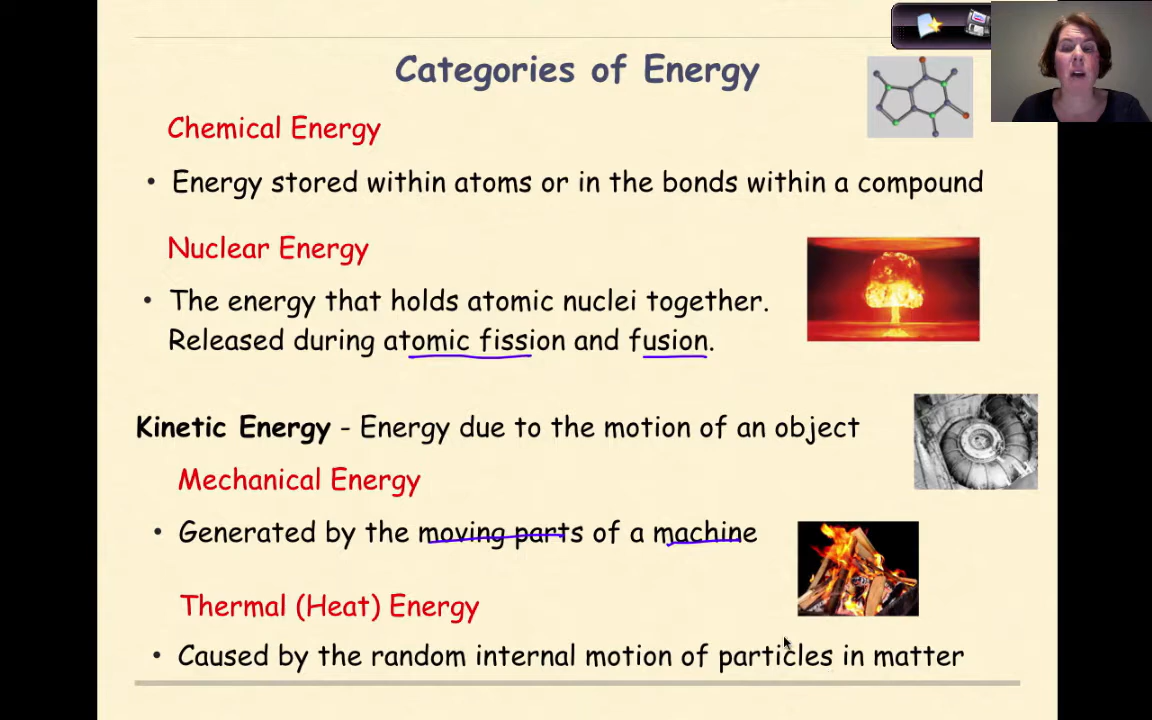 Categories of Energy
Chemical Energy
• Energy stored within atoms or in the bonds within a compound
Nuclear Energy
• The energy that holds atomic nuclei together.
Released during atomic fission and fusion.
Kinetic Energy - Energy due to the motion of an object
Mechanical Energy
• Generated by the moving parts of a machine
Thermal (Heat) Energy
• Caused by the random internal motion of particles in matter